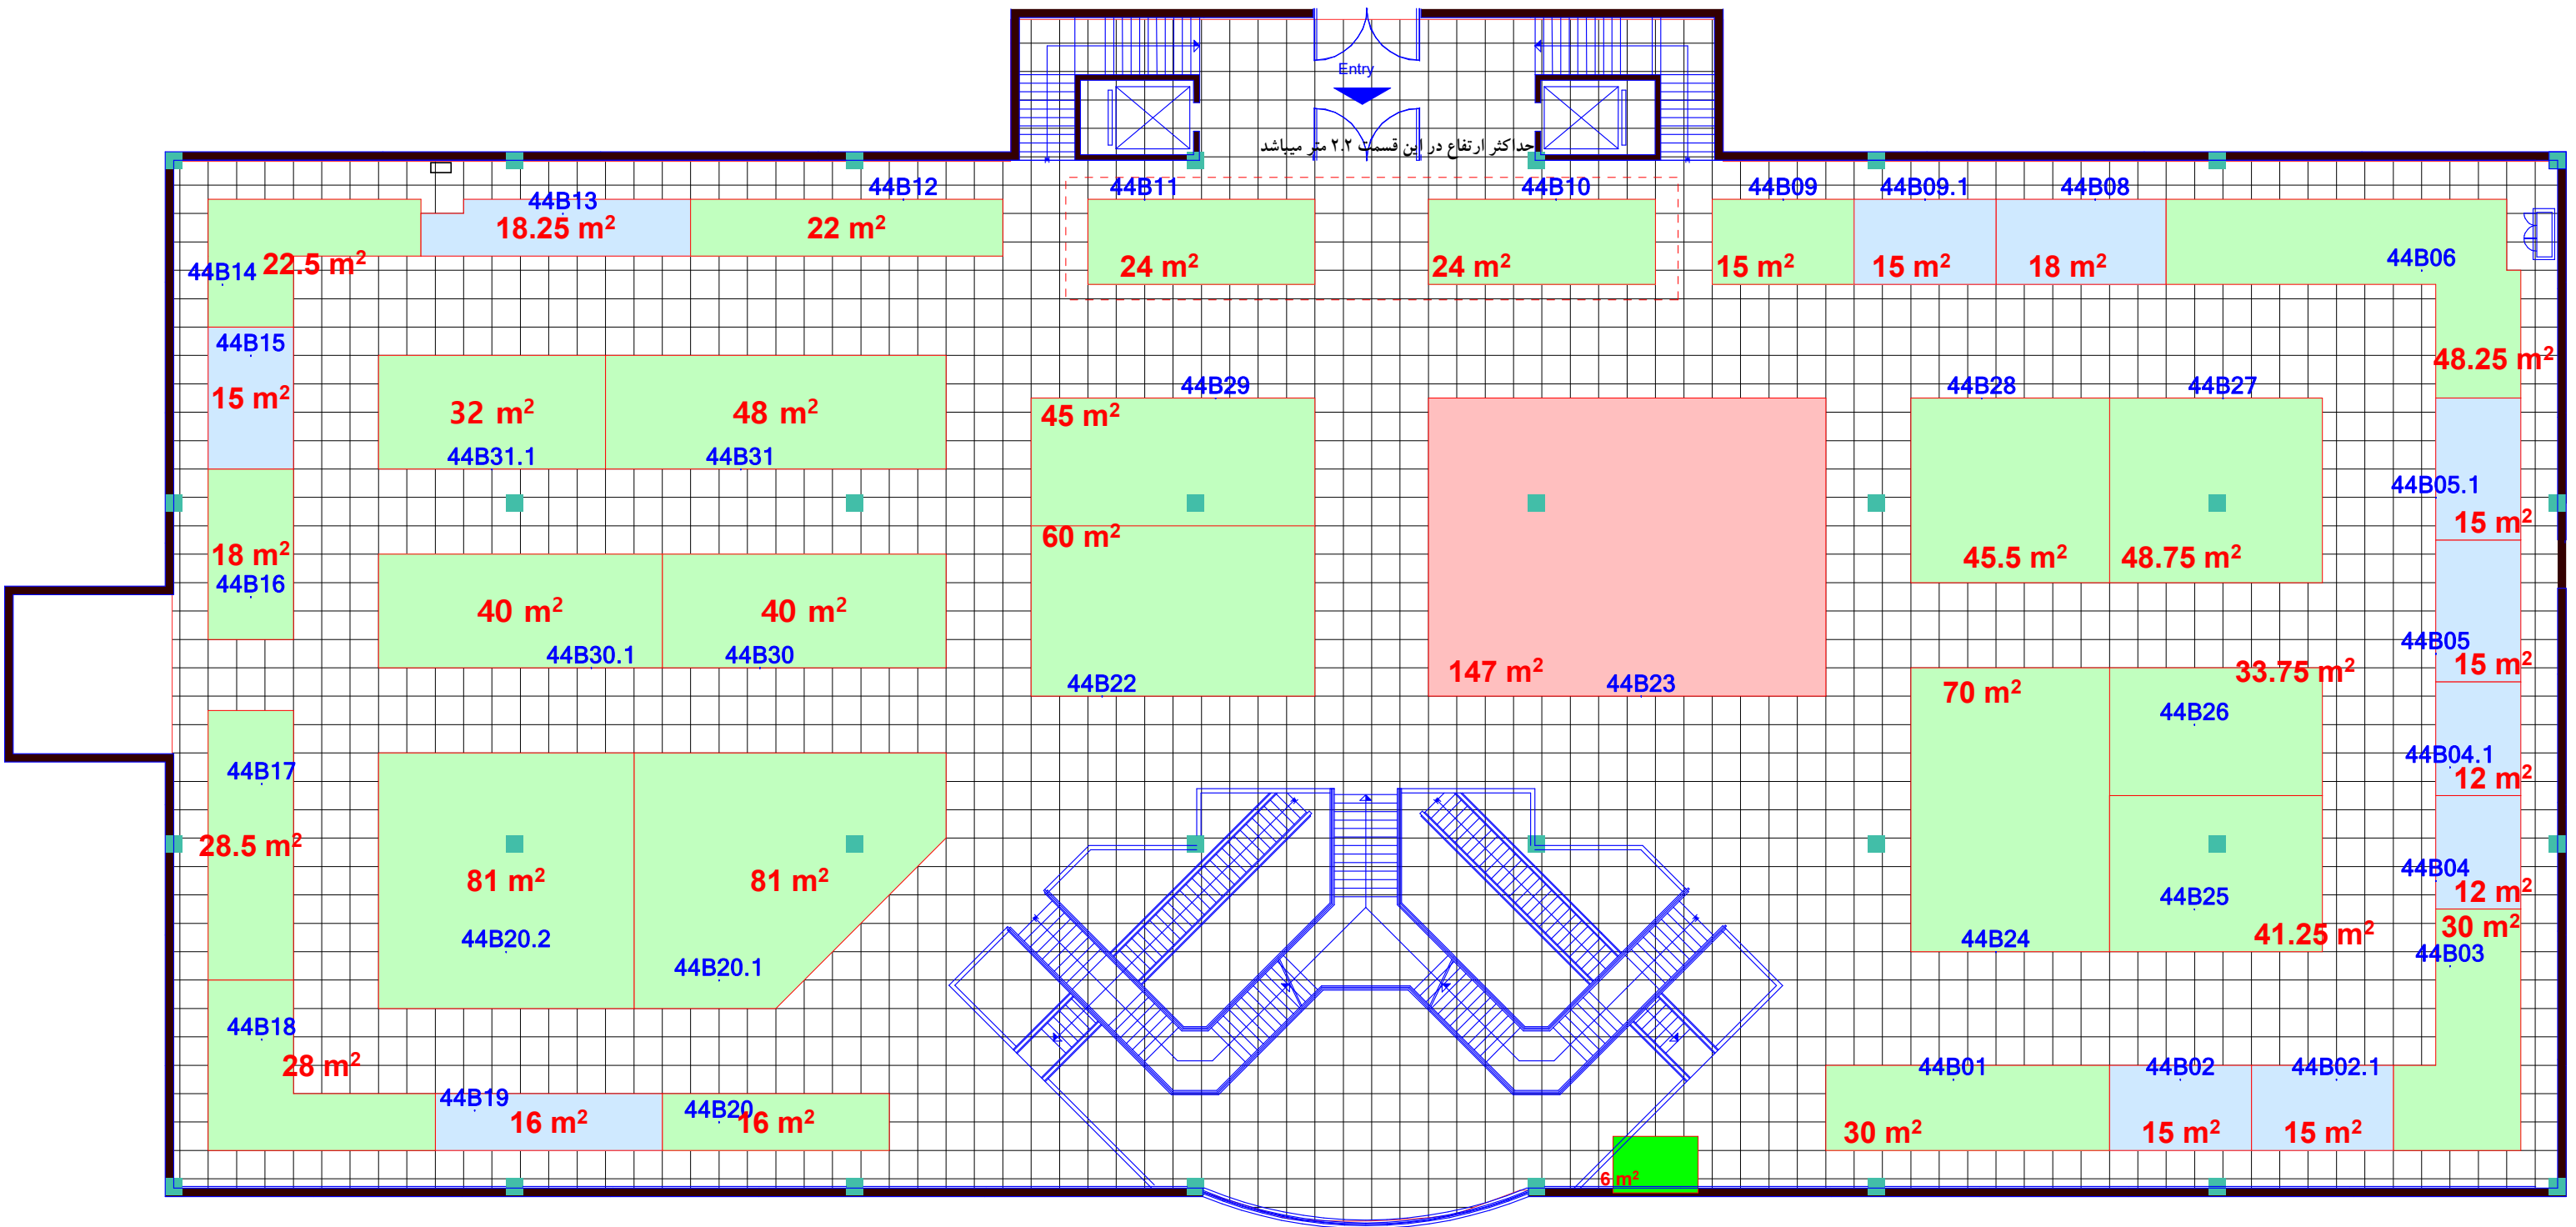 Entry
حداکثر ارتفاع در این قسمت ۲.۲ متر میباشد
44B13
18.25 m²
44B12
22 m²
44B11
24 m²
44B10
24 m²
44B09
15 m²
44B09.1
15 m²
44B08
18 m²
44B06
48.25 m²
44B14
22.5 m²
44B15
15 m²
32 m²
44B31.1
48 m²
44B31
44B29
45 m²
60 m²
44B22
147 m²
44B23
44B28
45.5 m²
44B27
48.75 m²
44B05.1
15 m²
44B05
15 m²
18 m²
44B16
40 m²
44B30.1
40 m²
44B30
70 m²
44B24
33.75 m²
44B26
44B25
41.25 m²
44B04.1
12 m²
44B04
12 m²
30 m²
44B03
44B17
28.5 m²
81 m²
44B20.2
81 m²
44B20.1
44B18
28 m²
44B19
16 m²
44B20
16 m²
6 m²
44B01
30 m²
44B02
15 m²
44B02.1
15 m²